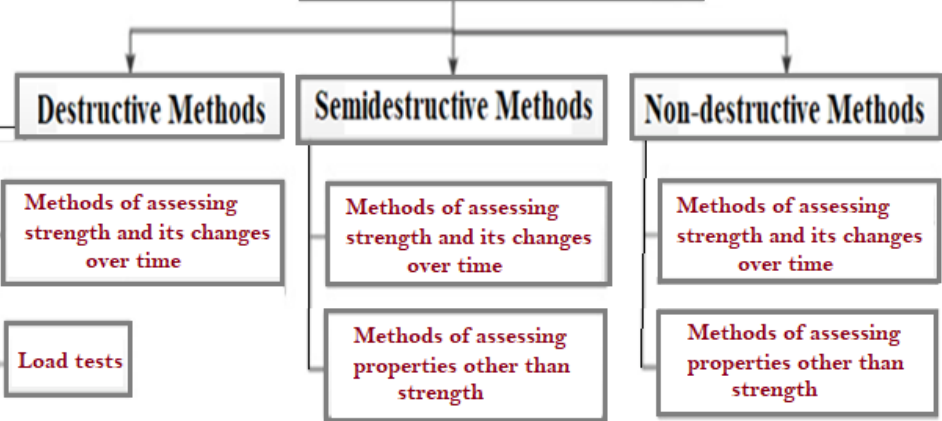 Destructive Methods
Semidestructive Methods
Non-destructive Methods
Methods of assessing
strength and its changes
over time
Methods of assessing
strength and its changes
over time
Methods of assessing
strength and its changes
over time
Load tests
Methods of assessing
properties other than
strength
Methods of assessing
properties other than
strength